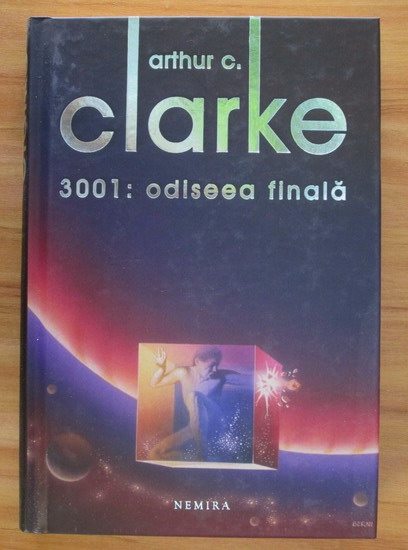 arthur c.
clarke
3001: odiseea finală
NEMIRA